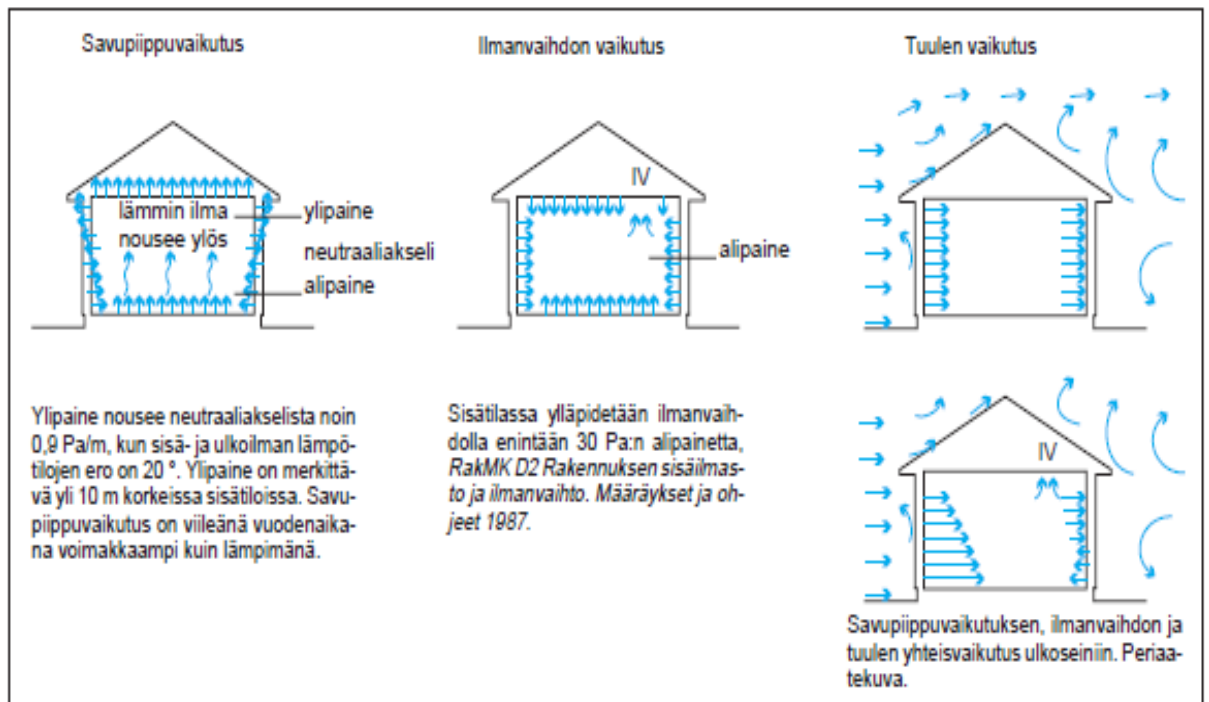 Savupiippuvaikutus
lämmin ilma
nousee ylös
ylipaine
neutraaliakseli
alipaine
Ylipaine nousee neutraaliakselista noin
0,9 Pa/m, kun sisä- ja ulkoilman lämpö-
tilojen ero on 20 °. Ylipaine on merkittä-
vä yli 10 m korkeissa sisätiloissa. Savu-
piippuvaikutus on viileänä vuodenaika-
na voimakkaampi kuin lämpimänä.
Ilmanvaihdon vaikutus
IV
alipaine
Sisätilassa ylläpidetään ilmanvaih-
dolla enintään 30 Pa:n alipainetta,
RakMK D2 Rakennuksen sisäilmas-
to ja ilmanvaihto. Määräykset ja oh-
jeet 1987.
Tuulen vaikutus
IV
Savupiippuvaikutuksen, ilmanvaihdon ja
tuulen yhteisvaikutus ulkoseiniin. Periaa-
tekuva.